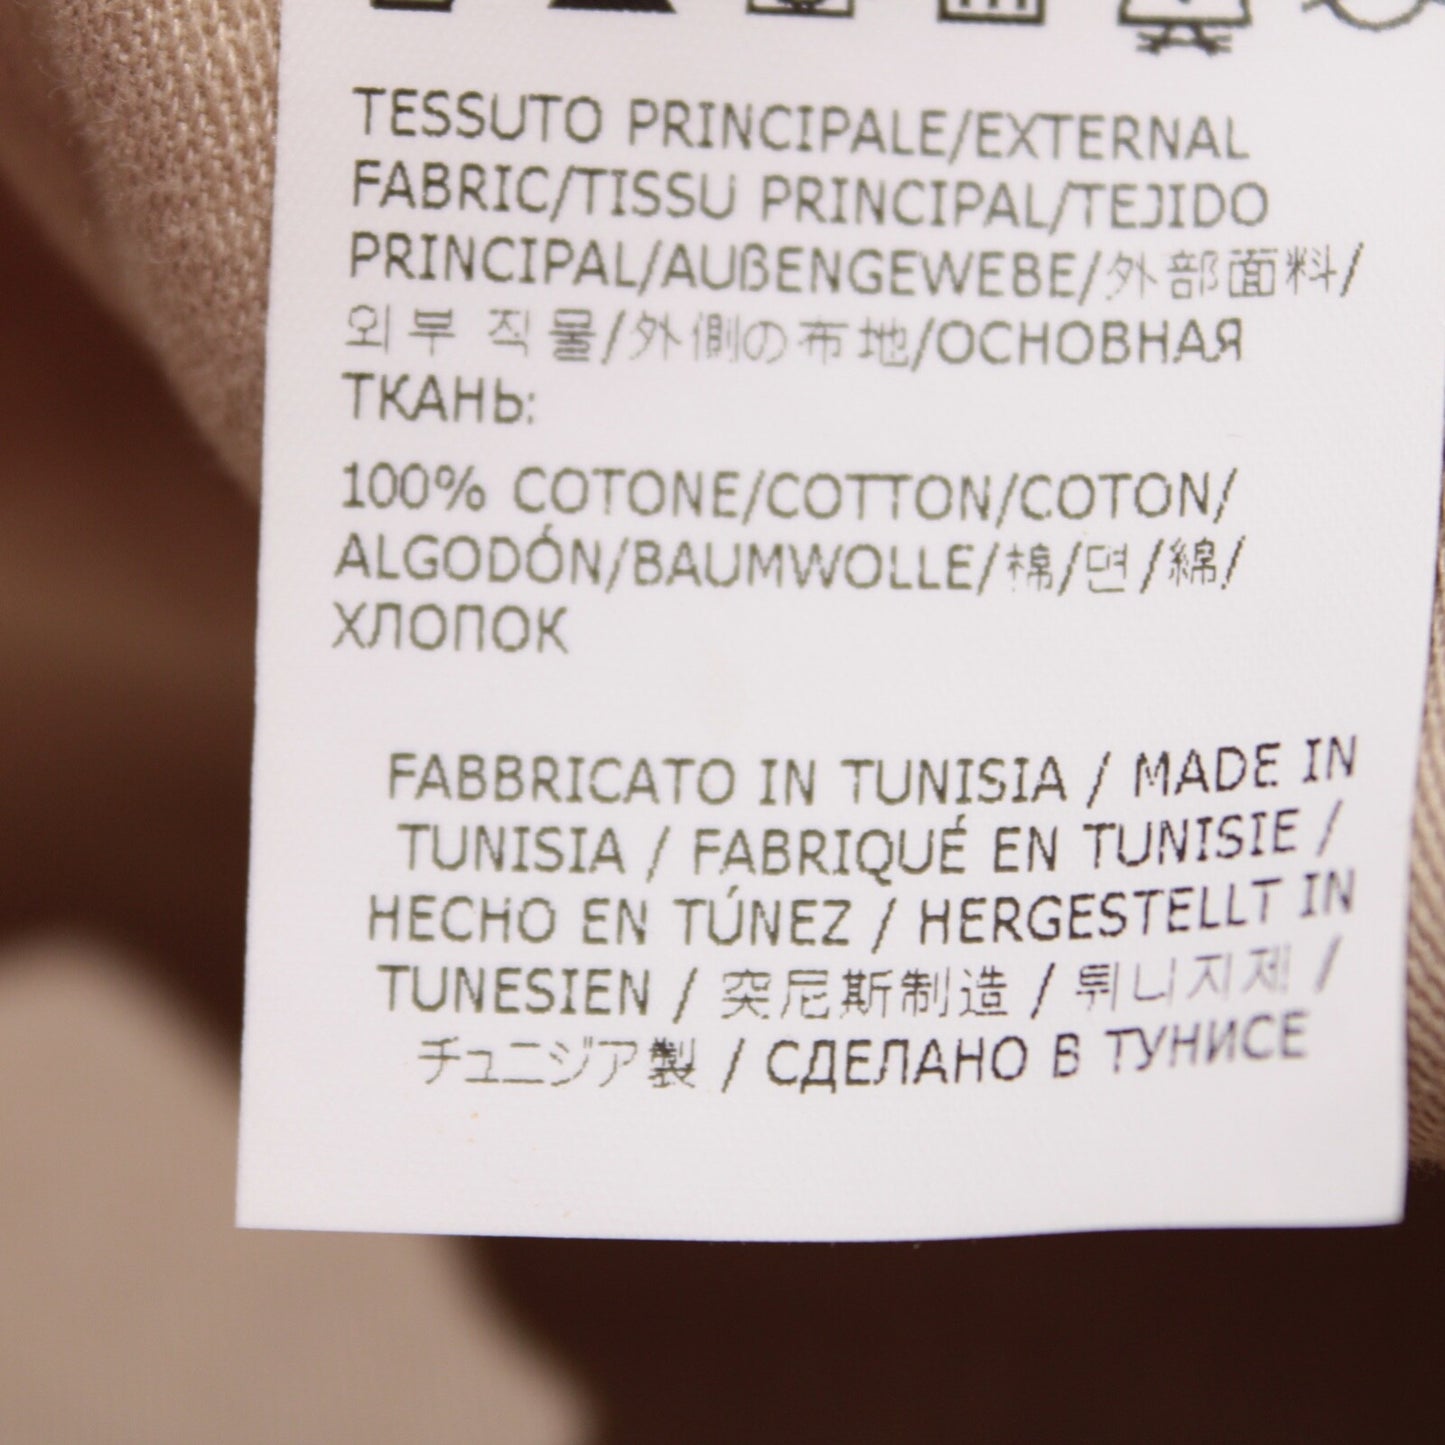 TESSUTO PRINCIPALE/EXTERNAL
FABRIC/TISSU PRINCIPAL/TEJIDO
PRINCIPAL/AUßENGEWEBE/外部面料/
외부 직물/外側の布地/ОСНОВНАЯ
ТКАНЬ:
100% COTONE/COTTON/COTON/
ALGODÓN/BAUMWOLLE/棉/면/綿/
ХЛОПОК
FABBRICATO IN TUNISIA / MADE IN
TUNISIA / FABRIQUÉ EN TUNISIE /
HECHO EN TÚNEZ / HERGESTELLT IN
TUNESIEN / 突尼斯制造 / 튀니지제 /
チュニジア製 / СДЕЛАНО В ТУНИСЕ